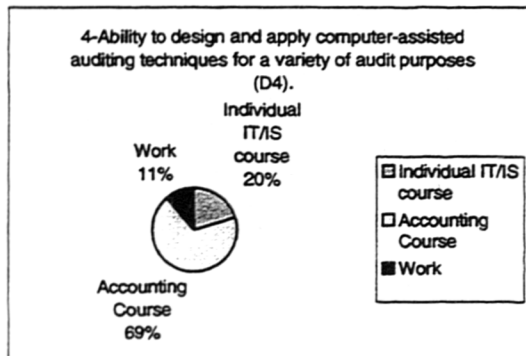 4-Ability to design and apply computer-assisted
auditing techniques for a variety of audit purposes
(D4).
Individual
IT/IS
course
20%
Work
11%
Accounting
Course
69%
Individual IT/IS
course
Accounting
Course
Work